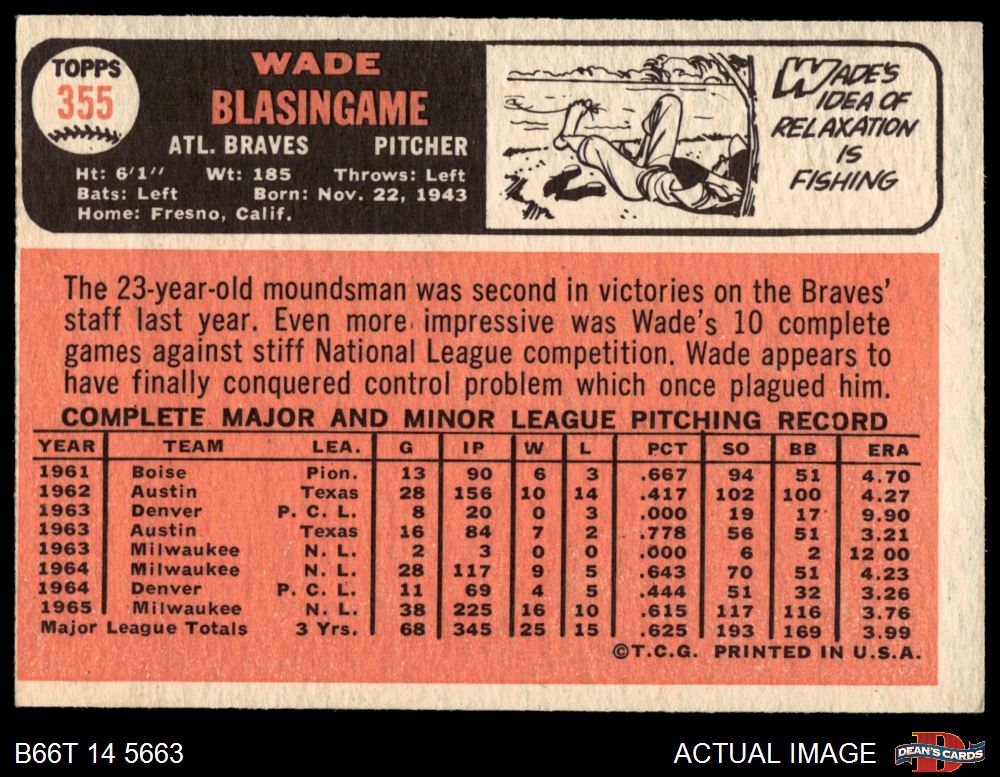 TOPPS
355
WADE
BLASINGAME
ATL. BRAVES PITCHER
Ht: 6'1" Wt: 185 Throws: Left
Bats: Left Born: Nov. 22, 1943
Home: Fresno, Calif.
WADE'S
IDEA OF
RELAXATION
IS
FISHING
The 23-year-old moundsman was second in victories on the Braves'
staff last year. Even more impressive was Wade's 10 complete
games against stiff National League competition. Wade appears to
have finally conquered control problem which once plagued him.
COMPLETE MAJOR AND MINOR LEAGUE PITCHING RECORD
YEAR TEAM LEA. G IP W L PCT SO BB ERA
1961 Boise Pion. 13 90 6 3 .667 94 51 4.70
1962 Austin Texas 28 156 10 14 .417 102 100 4.27
1963 Denver P. C. L. 8 20 0 3 .000 19 17 9.90
1963 Austin Texas 16 84 7 2 .778 56 51 3.21
1963 Milwaukee N. L. 2 3 0 0 .000 6 2 12 00
1964 Milwaukee N. L. 28 117 9 5 .643 70 51 4.23
1964 Denver P. C. L. 11 69 4 5 .444 51 32 3.26
1965 Milwaukee N. L. 38 225 16 10 .615 117 116 3.76
Major League Totals 3 Yrs. 68 345 25 15 .625 193 169 3.99
©T.C.G. PRINTED IN U.S.A.
B66T 14 5663 ACTUAL IMAGE DEAN'S CARDS